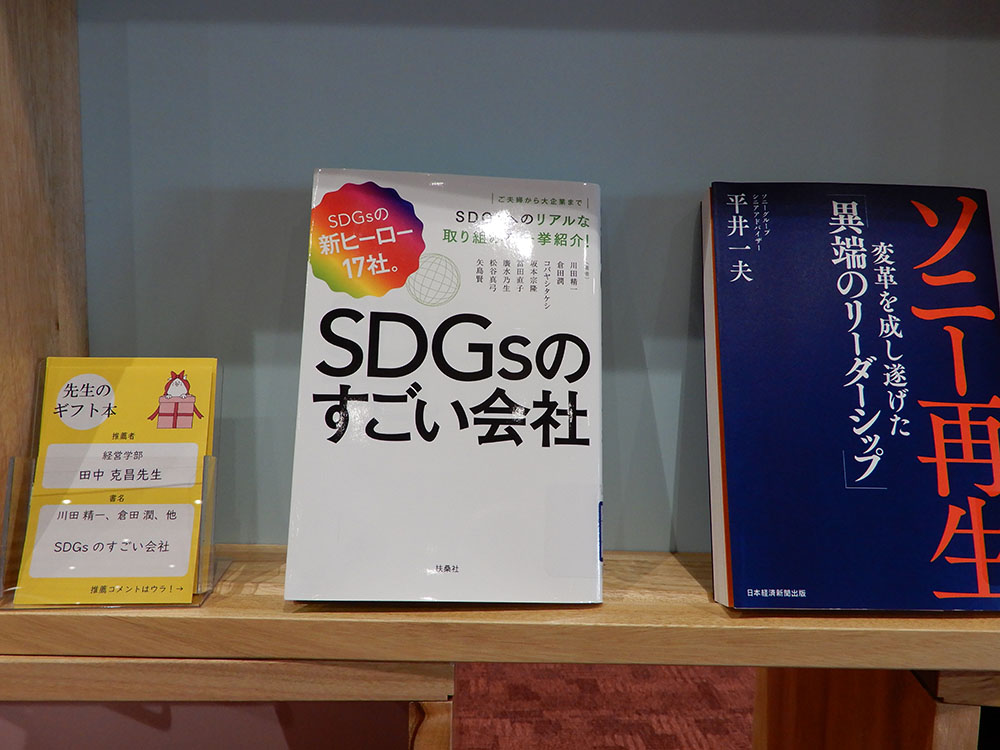 先生の
ギフト本
推薦者
経営学部
田中 克昌先生
書名
川田 精一、倉田 潤、他
SDGs のすごい会社
推薦コメントはウラ！→
SDGsの
新ヒーロー
17社。
ご夫婦から大企業まで
SDG へのリアルな
取り組み 挙紹介!
川田精一
倉田潤
コバヤシタケシ
坂本宗隆
富田直子
廣水乃生
松谷真弓
矢島賢
SDGsの
すごい会社
扶桑社
ソニー再生
変革を成し遂げた
「異端のリーダーシップ」
ソニーグループ
シニアアドバイザー
平井一夫
日本経済新聞出版